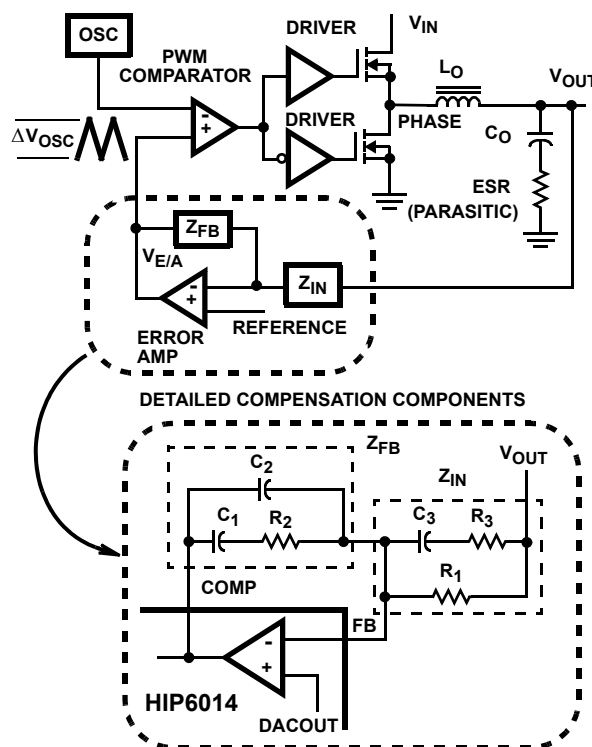 OSC
PWM
COMPARATOR
DRIVER
DRIVER
V_IN
L_O
V_OUT
-
+
ΔV_OSC
PHASE
C_O
ESR
(PARASITIC)
Z_FB
V_E/A
-
+
Z_IN
ERROR
AMP
REFERENCE
DETAILED COMPENSATION COMPONENTS
Z_FB
V_OUT
C_2
Z_IN
C_1
R_2
C_3
R_3
R_1
COMP
FB
-
+
HIP6014
DACOUT